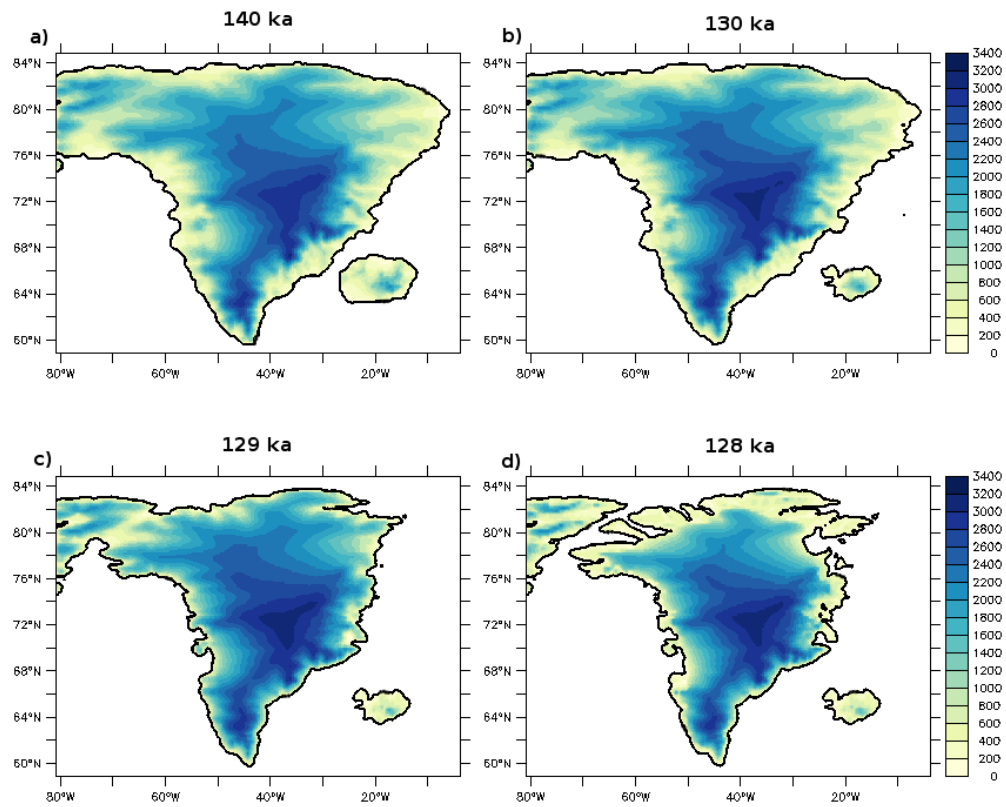 140 ka
130 ka
a)
b)
84°N
80°N
76°N
72°N
68°N
64°N
60°N
80°W
60°W
40°W
20°W
84°N
80°N
76°N
72°N
68°N
64°N
60°N
80°W
60°W
40°W
20°W
3400
3200
3000
2800
2600
2400
2200
2000
1800
1600
1400
1200
1000
800
600
400
200
0
129 ka
128 ka
c)
d)
84°N
80°N
76°N
72°N
68°N
64°N
60°N
80°W
60°W
40°W
20°W
84°N
80°N
76°N
72°N
68°N
64°N
60°N
80°W
60°W
40°W
20°W
3400
3200
3000
2800
2600
2400
2200
2000
1800
1600
1400
1200
1000
800
600
400
200
0